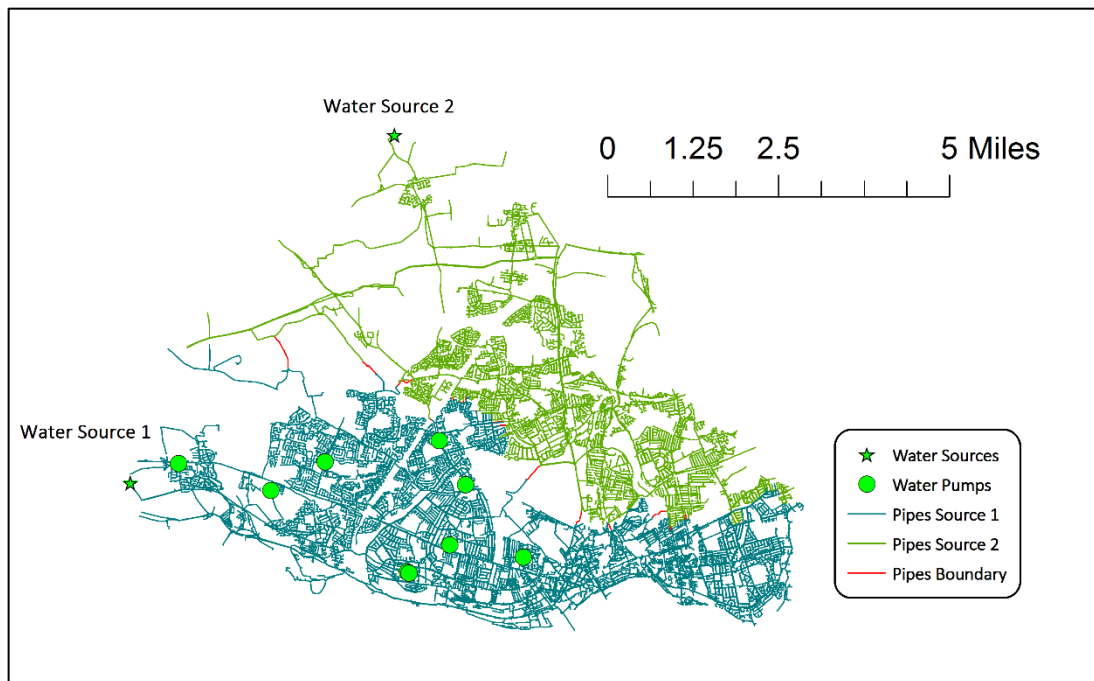 Water Source 2
0 1.25 2.5 5 Miles
Water Source 1
Water Sources
Water Pumps
Pipes Source 1
Pipes Source 2
Pipes Boundary